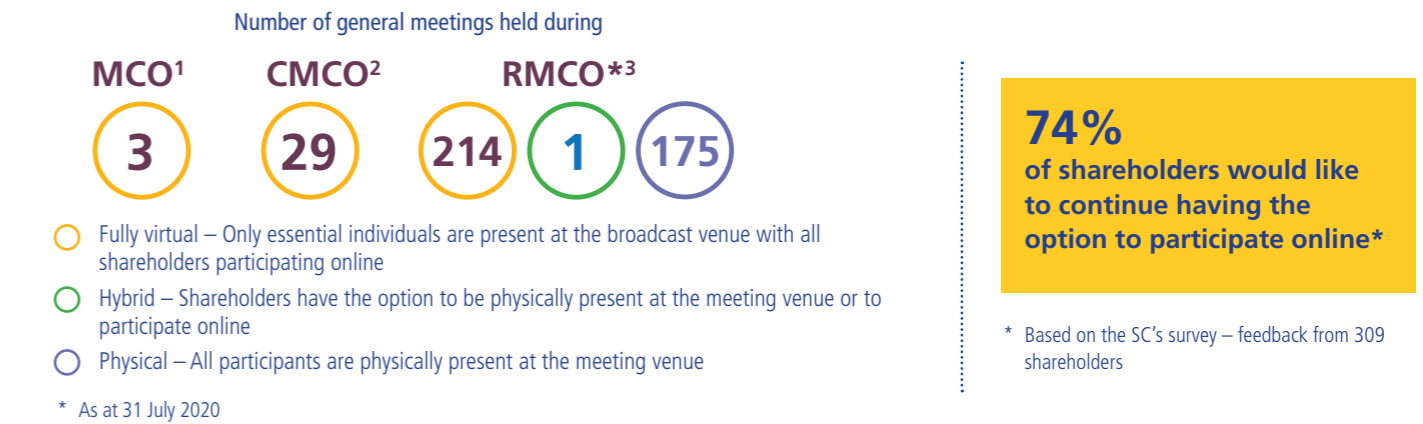 Number of general meetings held during
MCO¹ CMCO² RMCO*³
3 29 214 1 175
Fully virtual – Only essential individuals are present at the broadcast venue with all
shareholders participating online
Hybrid – Shareholders have the option to be physically present at the meeting venue or to
participate online
Physical – All participants are physically present at the meeting venue
* As at 31 July 2020
74%
of shareholders would like
to continue having the
option to participate online*
* Based on the SC’s survey – feedback from 309
shareholders